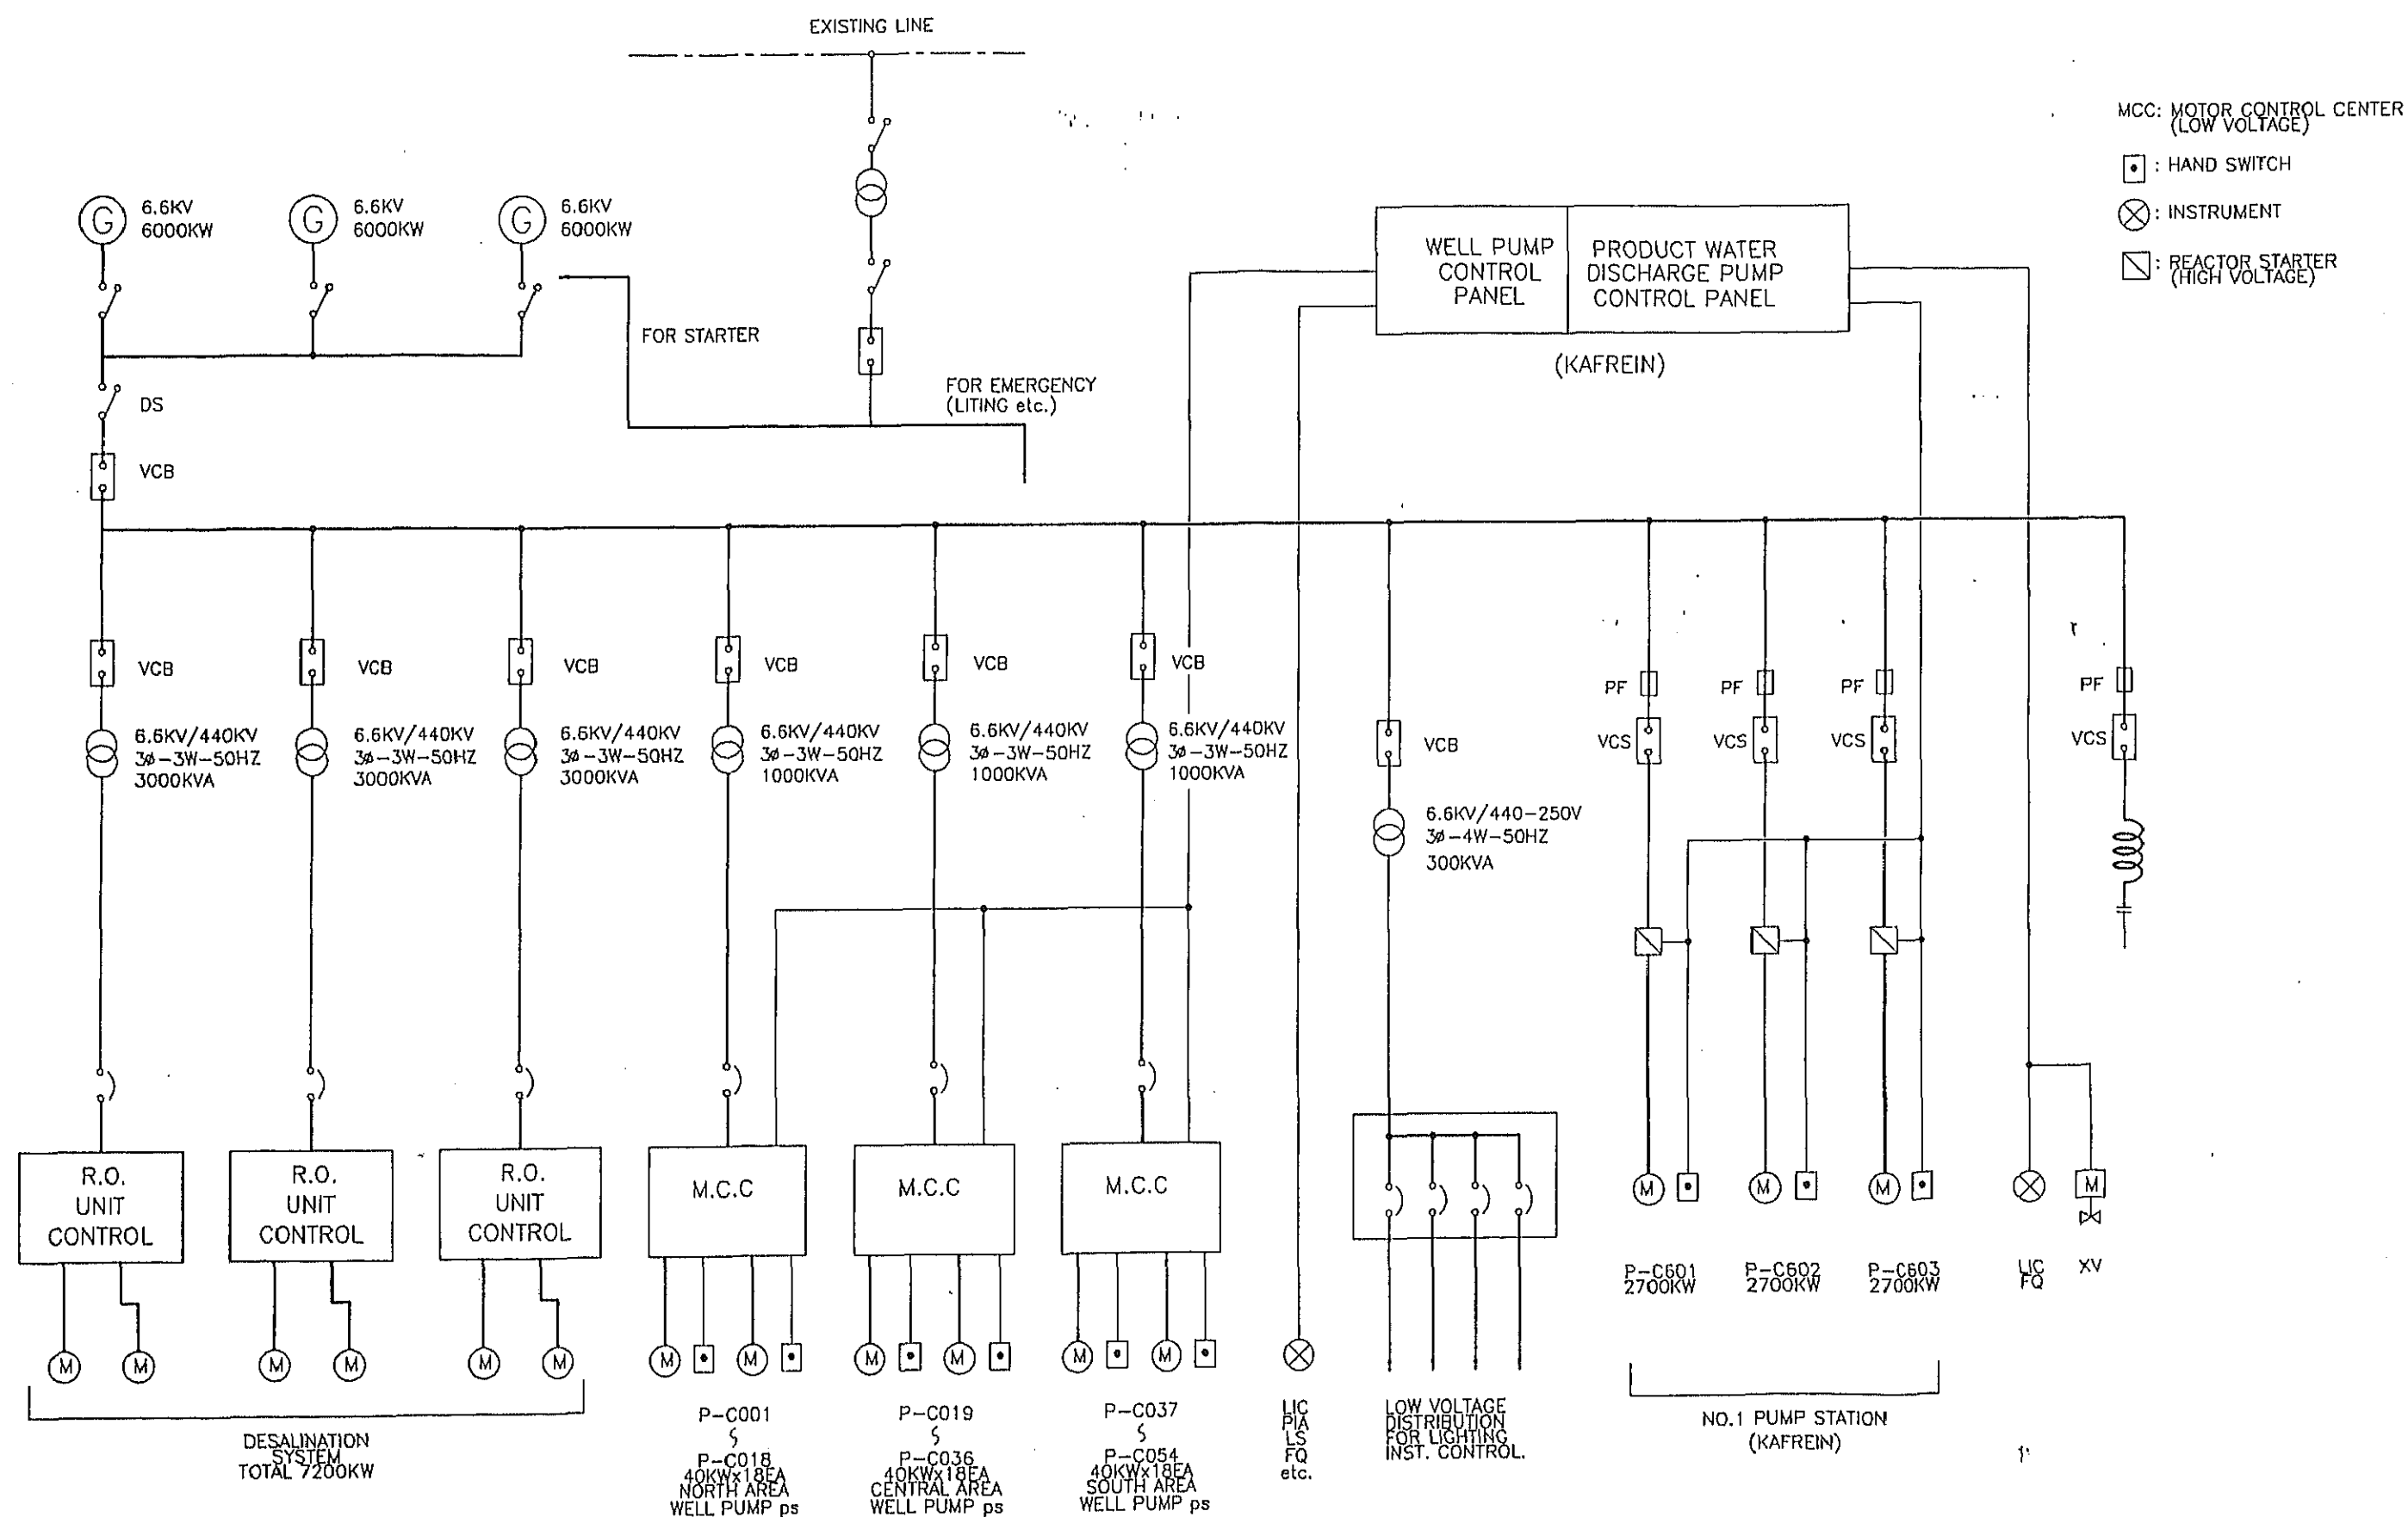 EXISTING LINE
MCC: MOTOR CONTROL CENTER
(LOW VOLTAGE)
: HAND SWITCH
: INSTRUMENT
: REACTOR STARTER
(HIGH VOLTAGE)
G
6.6KV
6000KW
G
6.6KV
6000KW
G
6.6KV
6000KW
WELL PUMP
CONTROL
PANEL
PRODUCT WATER
DISCHARGE PUMP
CONTROL PANEL
(KAFREIN)
FOR STARTER
FOR EMERGENCY
(LITING etc.)
DS
VCB
VCB
VCB
VCB
VCB
VCB
VCB
VCB
PF
PF
PF
PF
VCS
VCS
VCS
VCS
6.6KV/440KV
3ø-3W-50HZ
3000KVA
6.6KV/440KV
3ø-3W-50HZ
3000KVA
6.6KV/440KV
3ø-3W-50HZ
3000KVA
6.6KV/440KV
3ø-3W-50HZ
1000KVA
6.6KV/440KV
3ø-3W-50HZ
1000KVA
6.6KV/440KV
3ø-3W-50HZ
1000KVA
6.6KV/440-250V
3ø-4W-50HZ
300KVA
R.O.
UNIT
CONTROL
R.O.
UNIT
CONTROL
R.O.
UNIT
CONTROL
M.C.C
M.C.C
M.C.C
M
M
M
M
P-C601
2700KW
P-C602
2700KW
P-C603
2700KW
LIC
FQ
XV
M
M
M
M
M
M
M
M
M
M
M
M
DESALINATION
SYSTEM
TOTAL 7200KW
P-C001
P-C018
40KWx18EA
NORTH AREA
WELL PUMP ps
P-C019
P-C036
40KWx18EA
CENTRAL AREA
WELL PUMP ps
P-C037
P-C054
40KWx18EA
SOUTH AREA
WELL PUMP ps
LIC
PIA
LS
FQ
etc.
LOW VOLTAGE
DISTRIBUTION
FOR LIGHTING
INST. CONTROL.
NO.1 PUMP STATION
(KAFREIN)